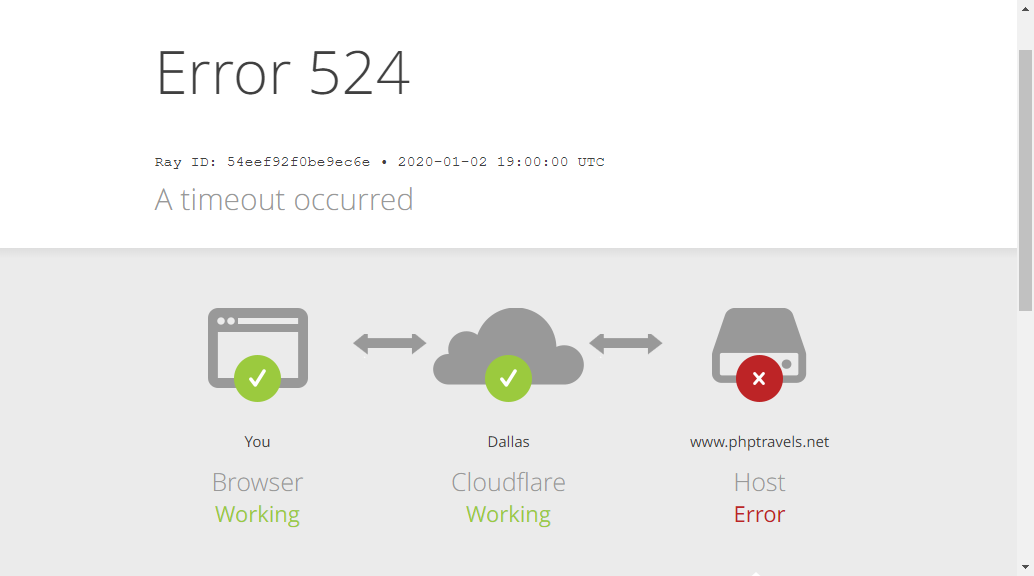 Error 524
Ray ID: 54eef92f0be9ec6e • 2020-01-02 19:00:00 UTC
A timeout occurred
You
Browser
Working
Dallas
Cloudflare
Working
www.phptravels.net
Host
Error